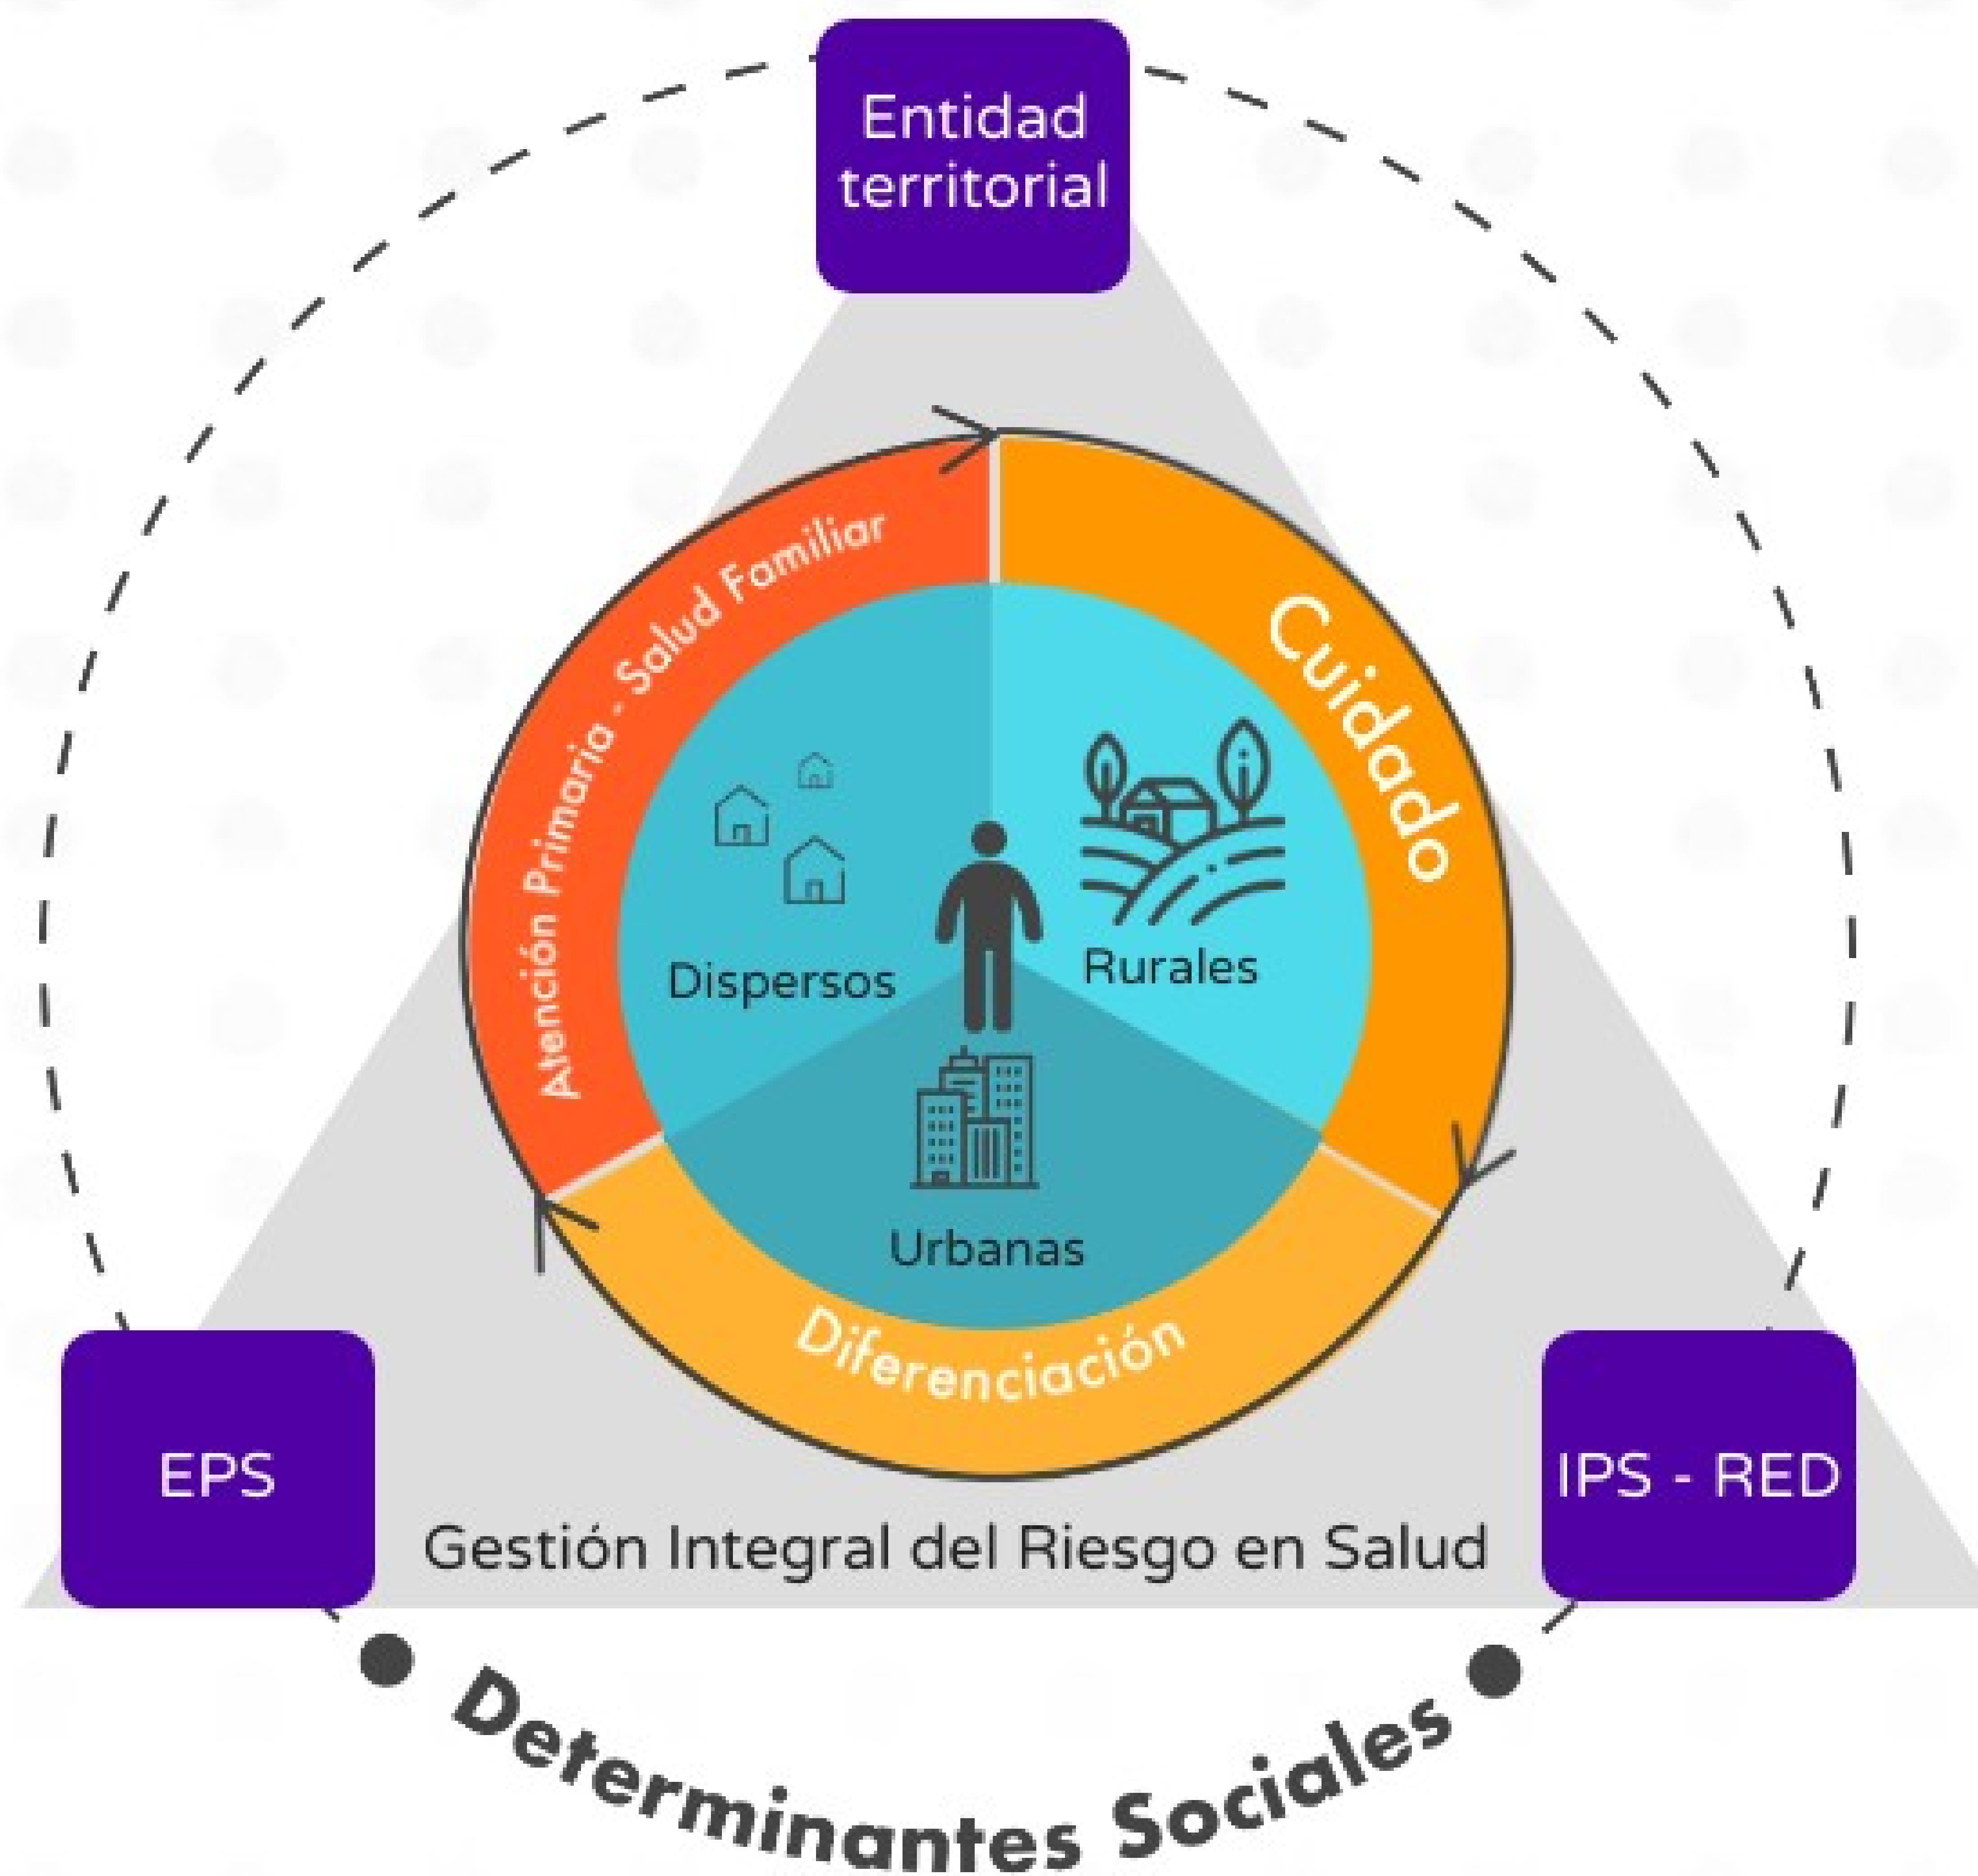 Entidad
territorial
Atención Primaria - Salud Familiar
Cuidado
Dispersos
Rurales
Urbanas
Diferenciación
EPS
IPS - RED
Gestión Integral del Riesgo en Salud
Determinantes Sociales